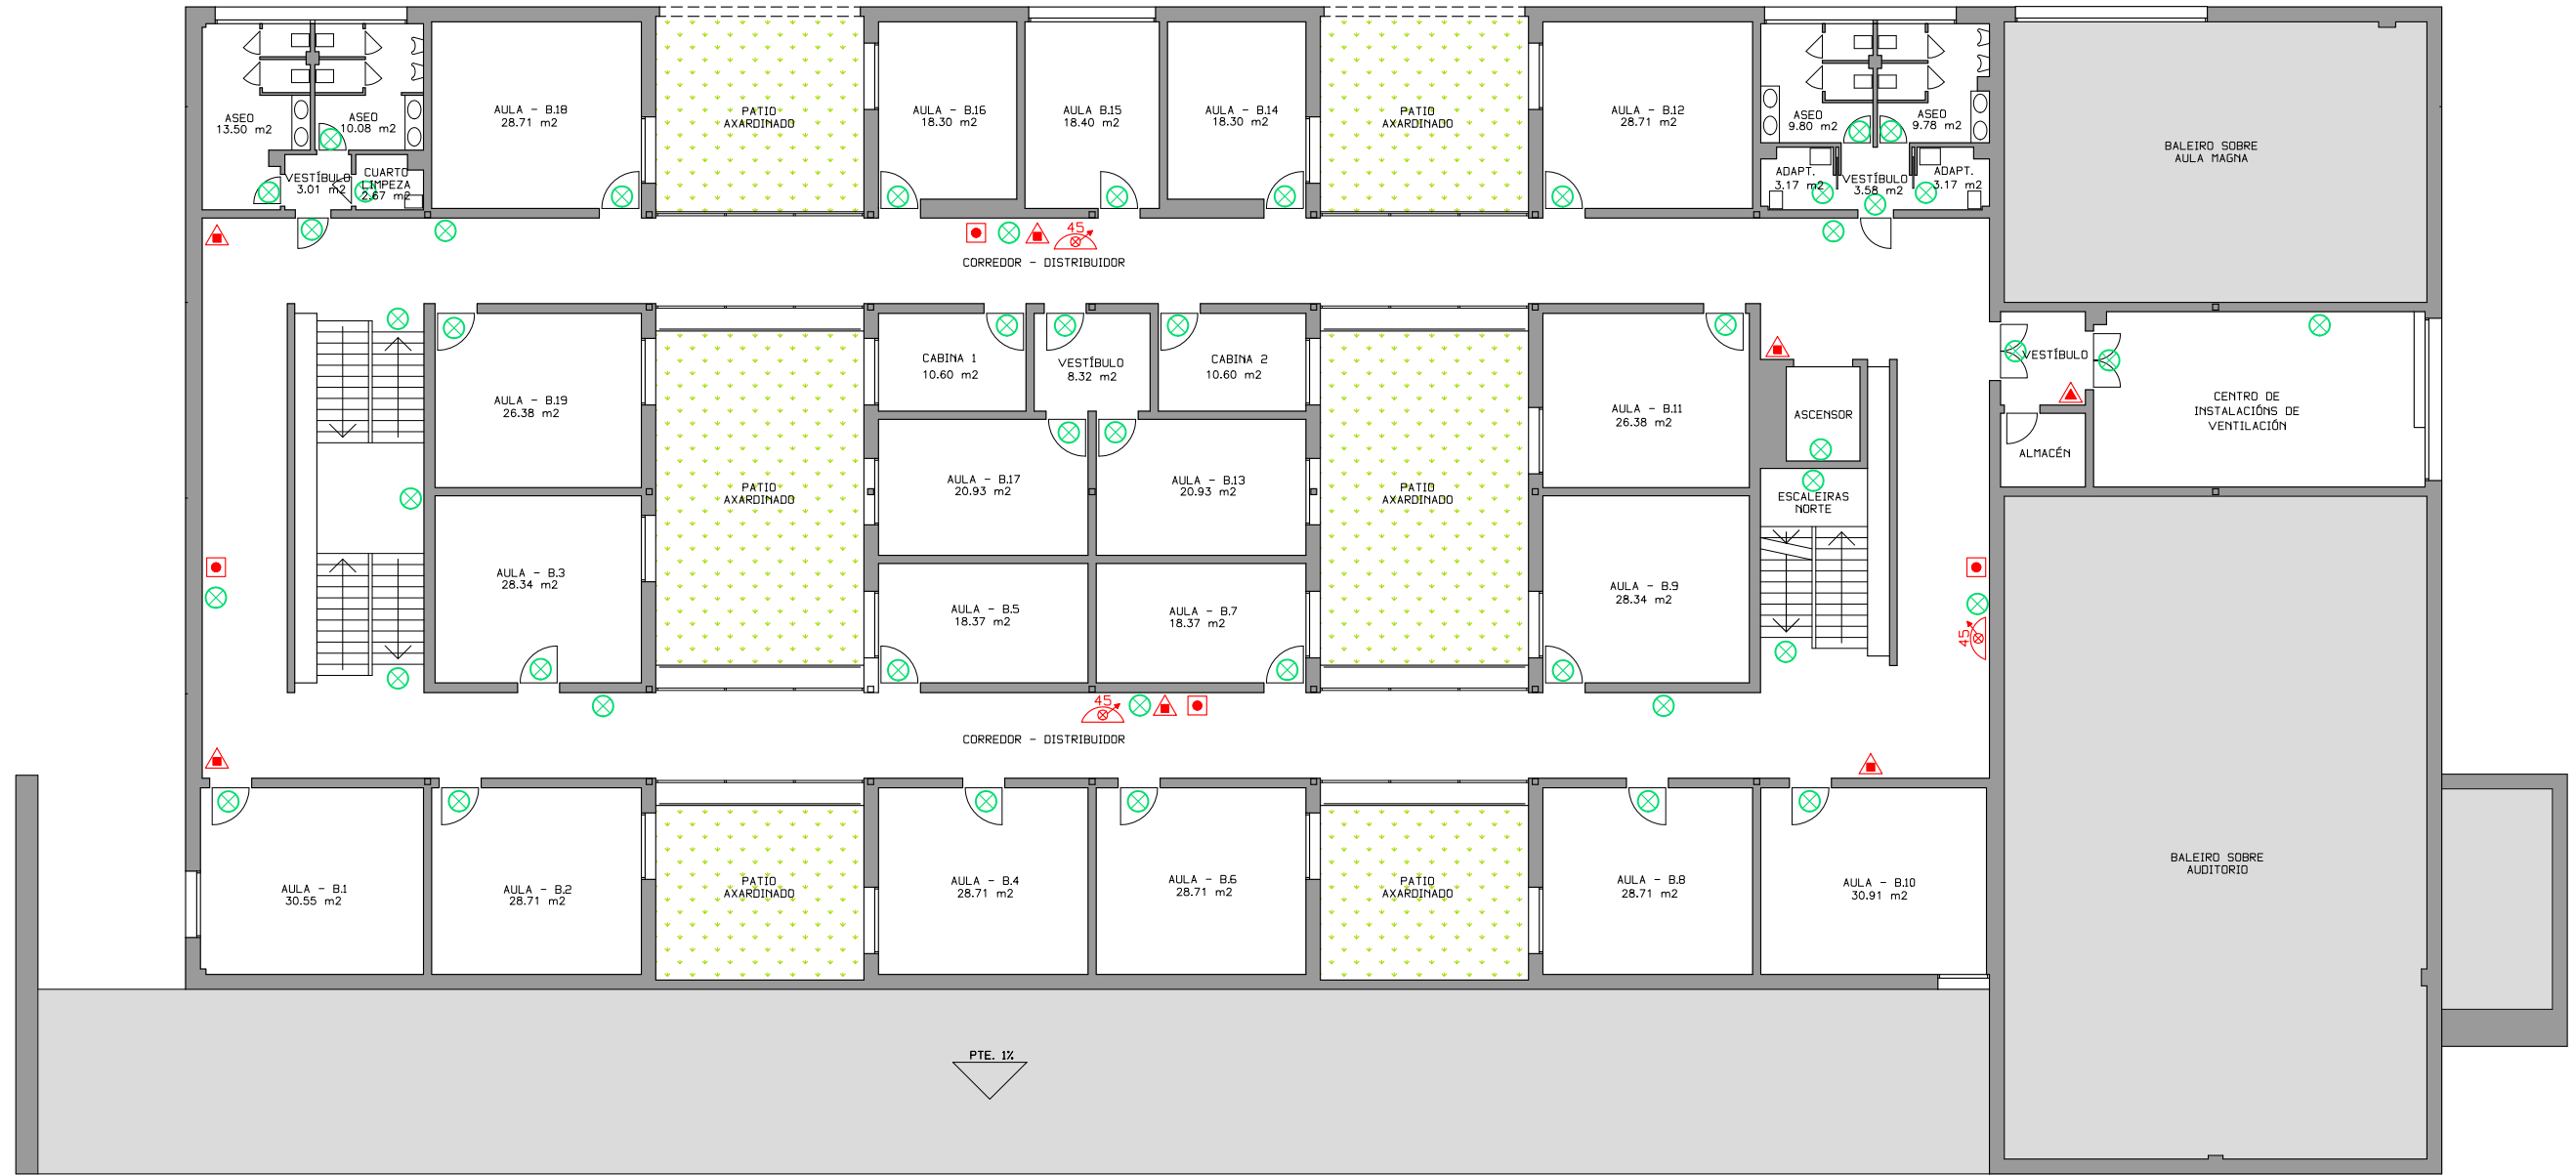 ASEO
13.50 m2
ASEO
10.08 m2
VESTÍBULO
3.01 m2
CUARTO
LIMPEZA
2.67 m2
AULA - B.18
28.71 m2
PATIO
AXARDINADO
AULA - B.16
18.30 m2
AULA B.15
18.40 m2
AULA - B.14
18.30 m2
PATIO
AXARDINADO
AULA - B.12
28.71 m2
ASEO
9.80 m2
ASEO
9.78 m2
ADAPT.
3.17 m2
VESTÍBULO
3.58 m2
ADAPT.
3.17 m2
BALEIRO SOBRE
AULA MAGNA
45
CORREDOR - DISTRIBUIDOR
AULA - B.19
26.38 m2
CABINA 1
10.60 m2
VESTÍBULO
8.32 m2
CABINA 2
10.60 m2
AULA - B.11
26.38 m2
ASCENSOR
VESTÍBULO
ALMACÉN
CENTRO DE
INSTALACIÓNS DE
VENTILACIÓN
PATIO
AXARDINADO
AULA - B.17
20.93 m2
AULA - B.13
20.93 m2
PATIO
AXARDINADO
ESCALEIRAS
NORTE
AULA - B.3
28.34 m2
AULA - B.5
18.37 m2
AULA - B.7
18.37 m2
AULA - B.9
28.34 m2
45
45
CORREDOR - DISTRIBUIDOR
AULA - B.1
30.55 m2
AULA - B.2
28.71 m2
PATIO
AXARDINADO
AULA - B.4
28.71 m2
AULA - B.6
28.71 m2
PATIO
AXARDINADO
AULA - B.8
28.71 m2
AULA - B.10
30.91 m2
BALEIRO SOBRE
AUDITORIO
PTE. 1%